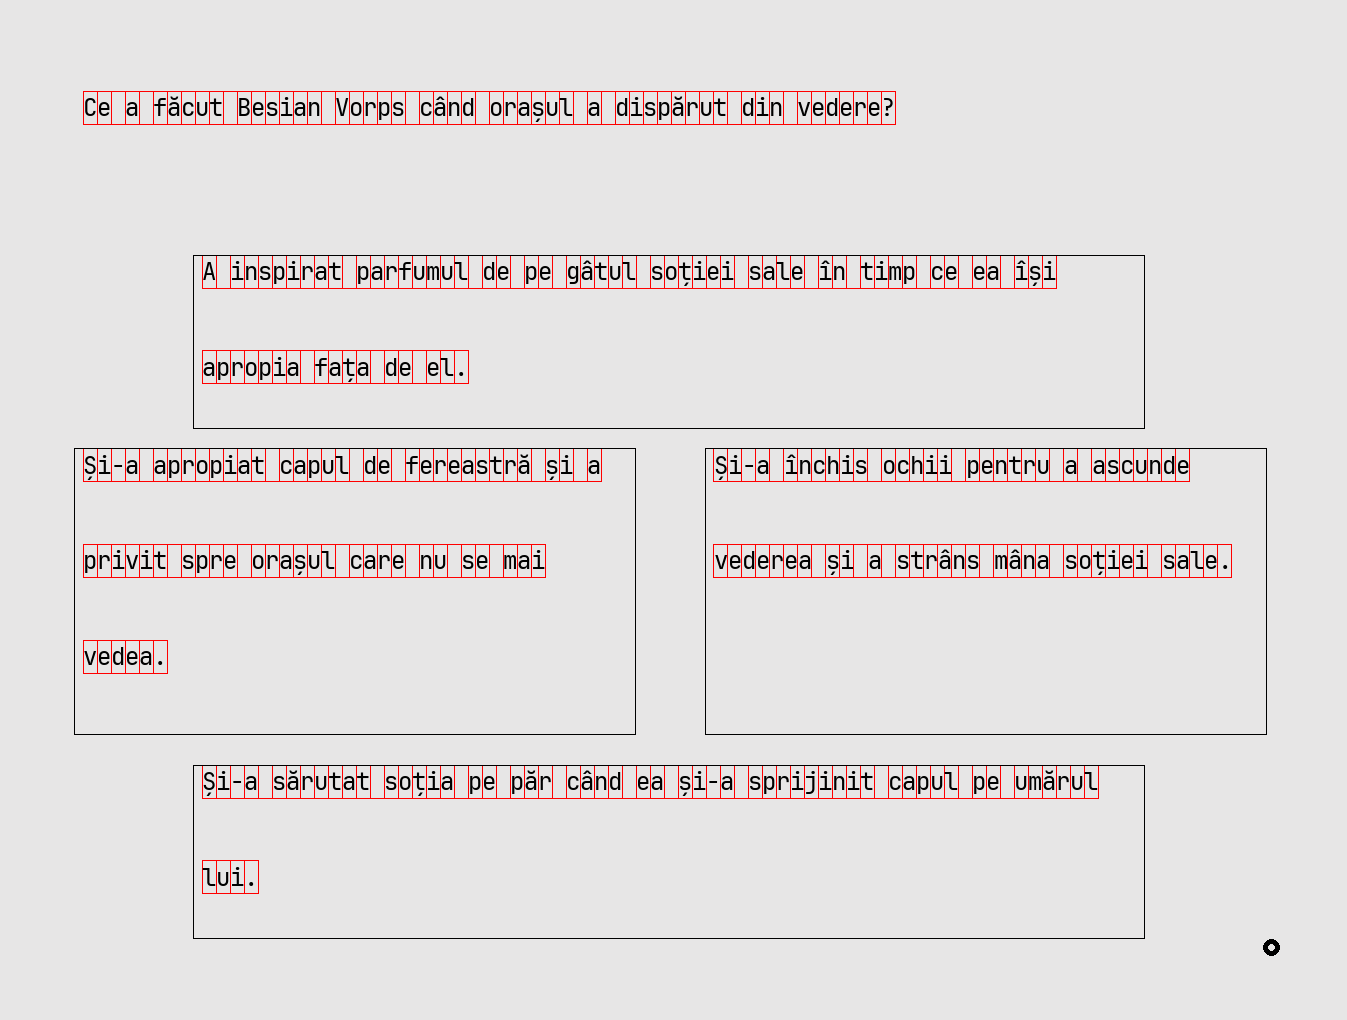 Ce a făcut Besian Vorps când orașul a dispărut din vedere?
A inspirat parfumul de pe gâtul soției sale în timp ce ea își
apropia fața de el.
Și-a apropiat capul de fereastră și a
privit spre orașul care nu se mai
vedea.
Și-a închis ochii pentru a ascunde
vederea și a strâns mâna soției sale.
Și-a sărutat soția pe păr când ea și-a sprijinit capul pe umărul
lui.